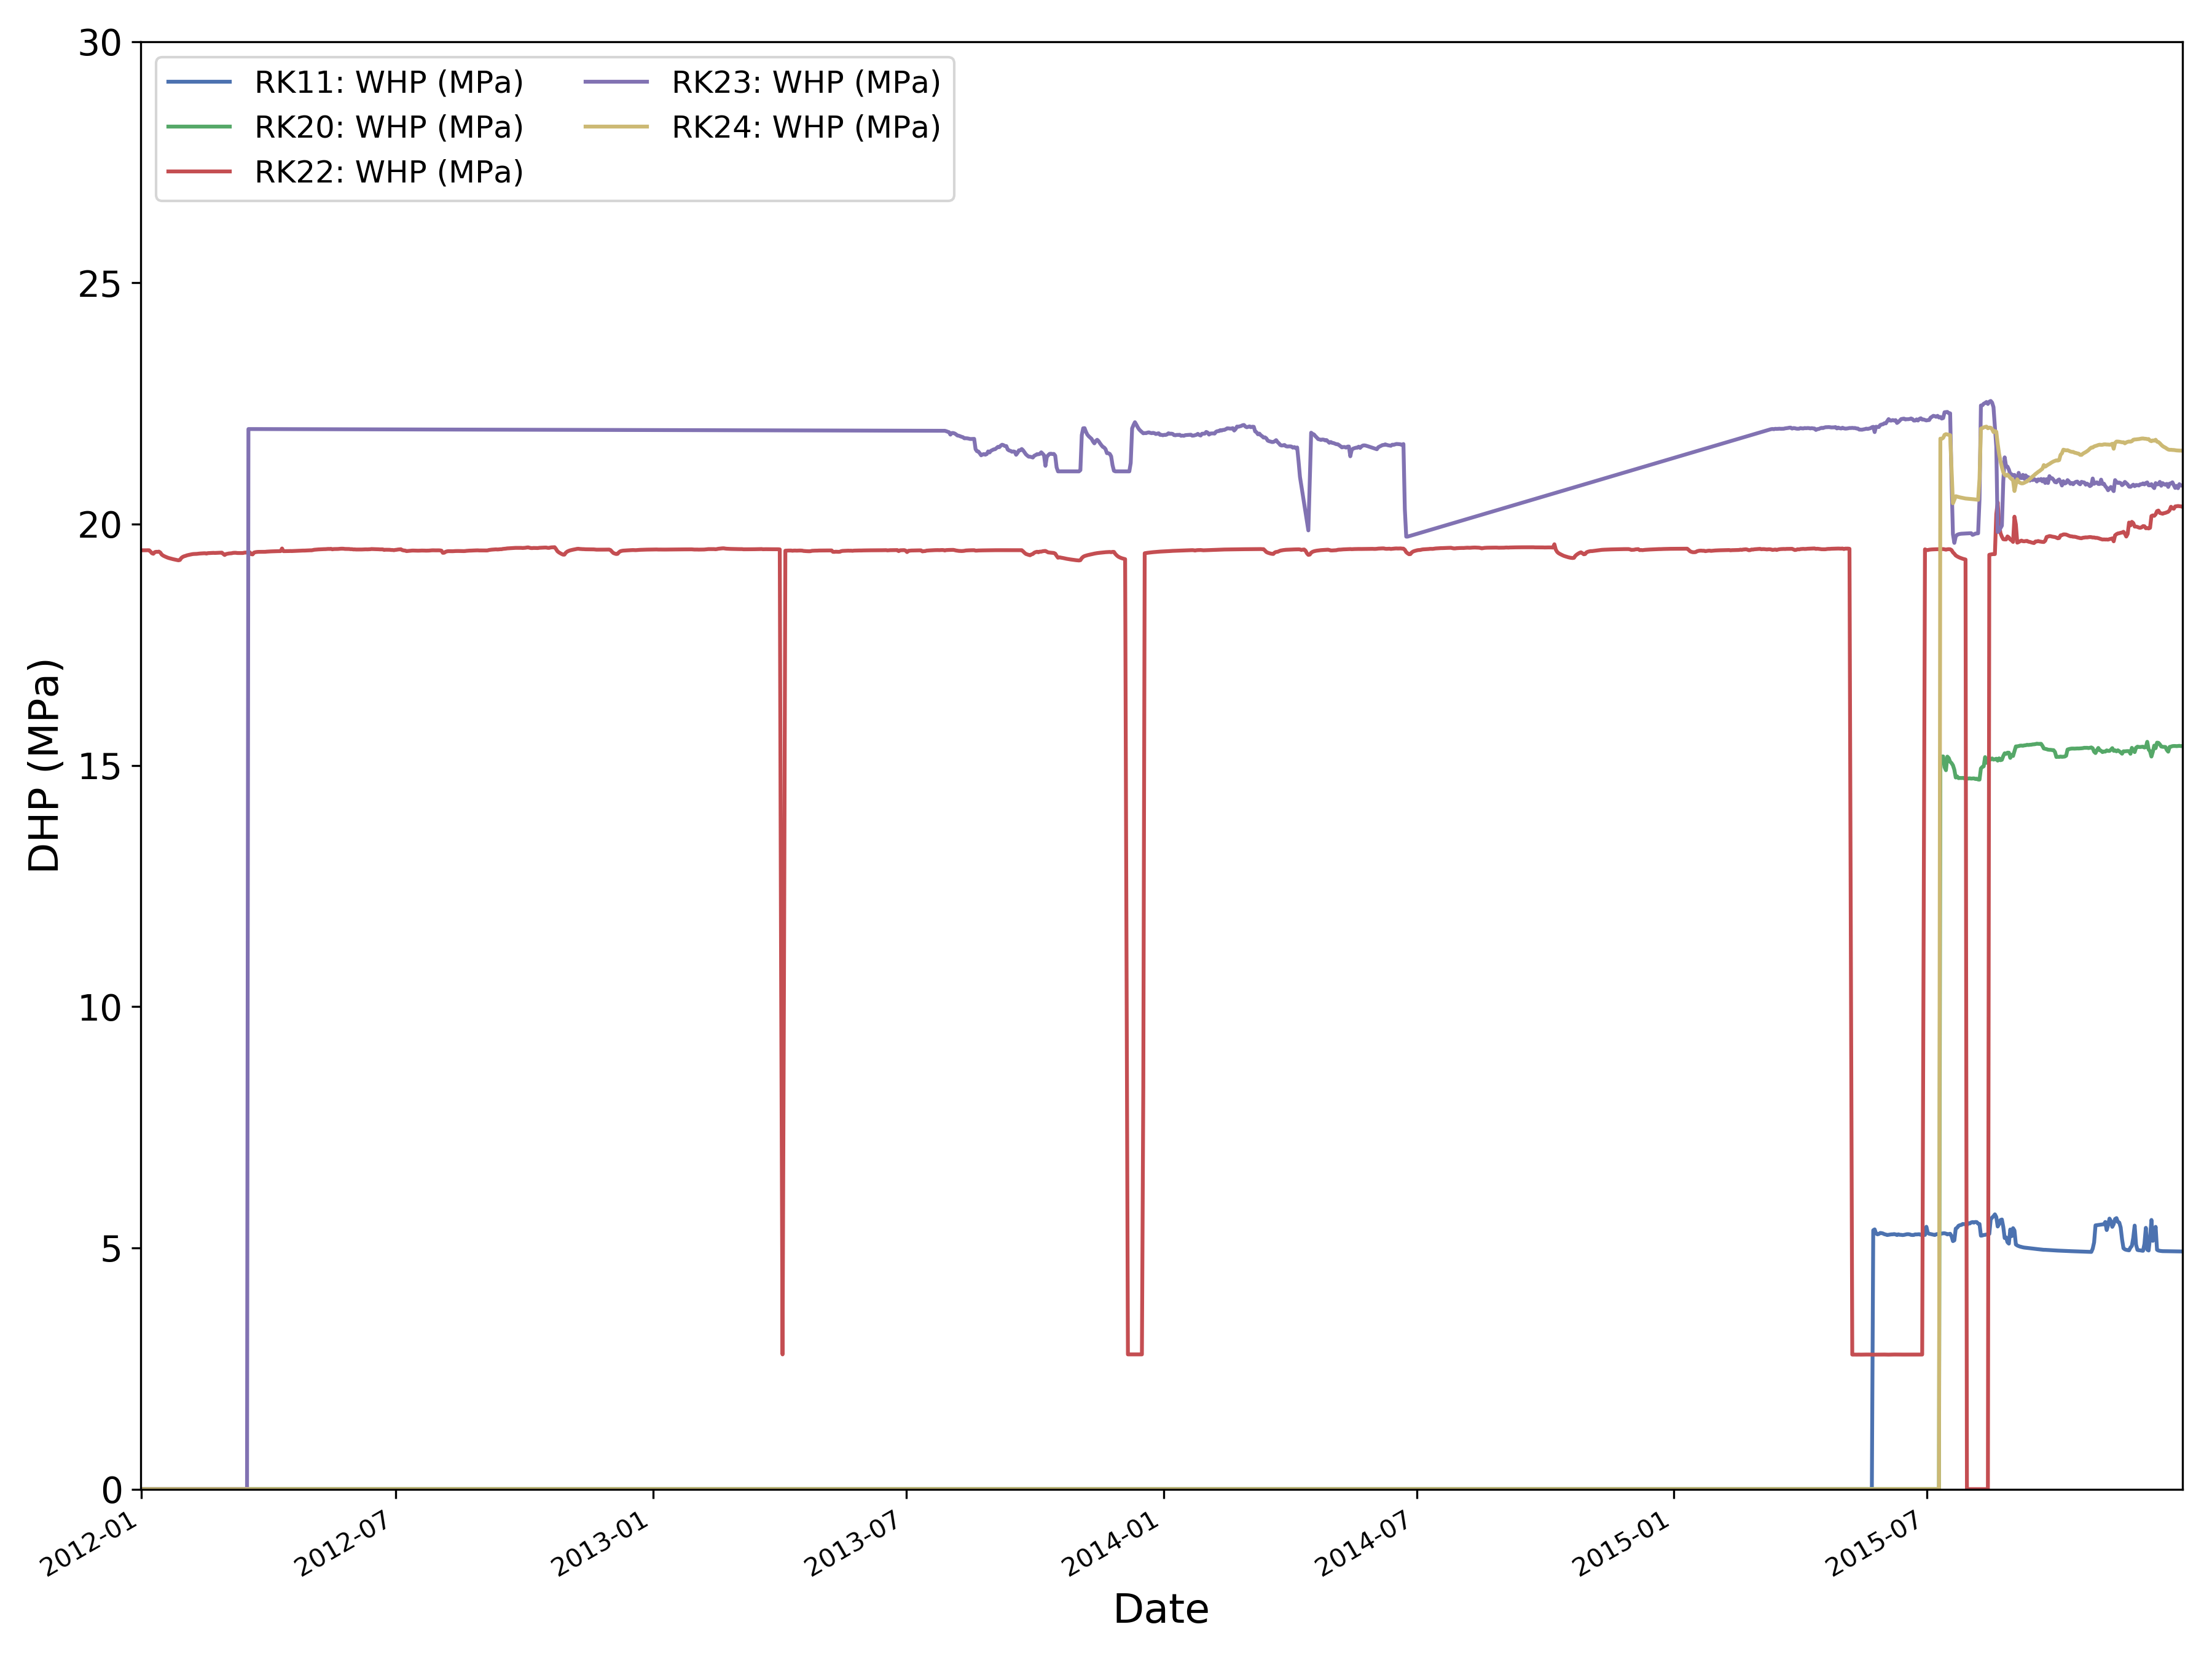 30
25
20
15
10
5
0
DHP (MPa)
RK11: WHP (MPa)
RK20: WHP (MPa)
RK22: WHP (MPa)
RK23: WHP (MPa)
RK24: WHP (MPa)
2012-01
2012-07
2013-01
2013-07
2014-01
2014-07
2015-01
2015-07
Date